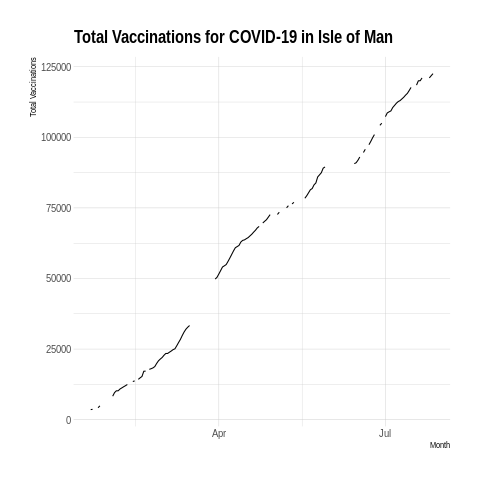 Total Vaccinations for COVID-19 in Isle of Man
Total Vaccinations
125000
100000
75000
50000
25000
0
Apr
Jul
Month